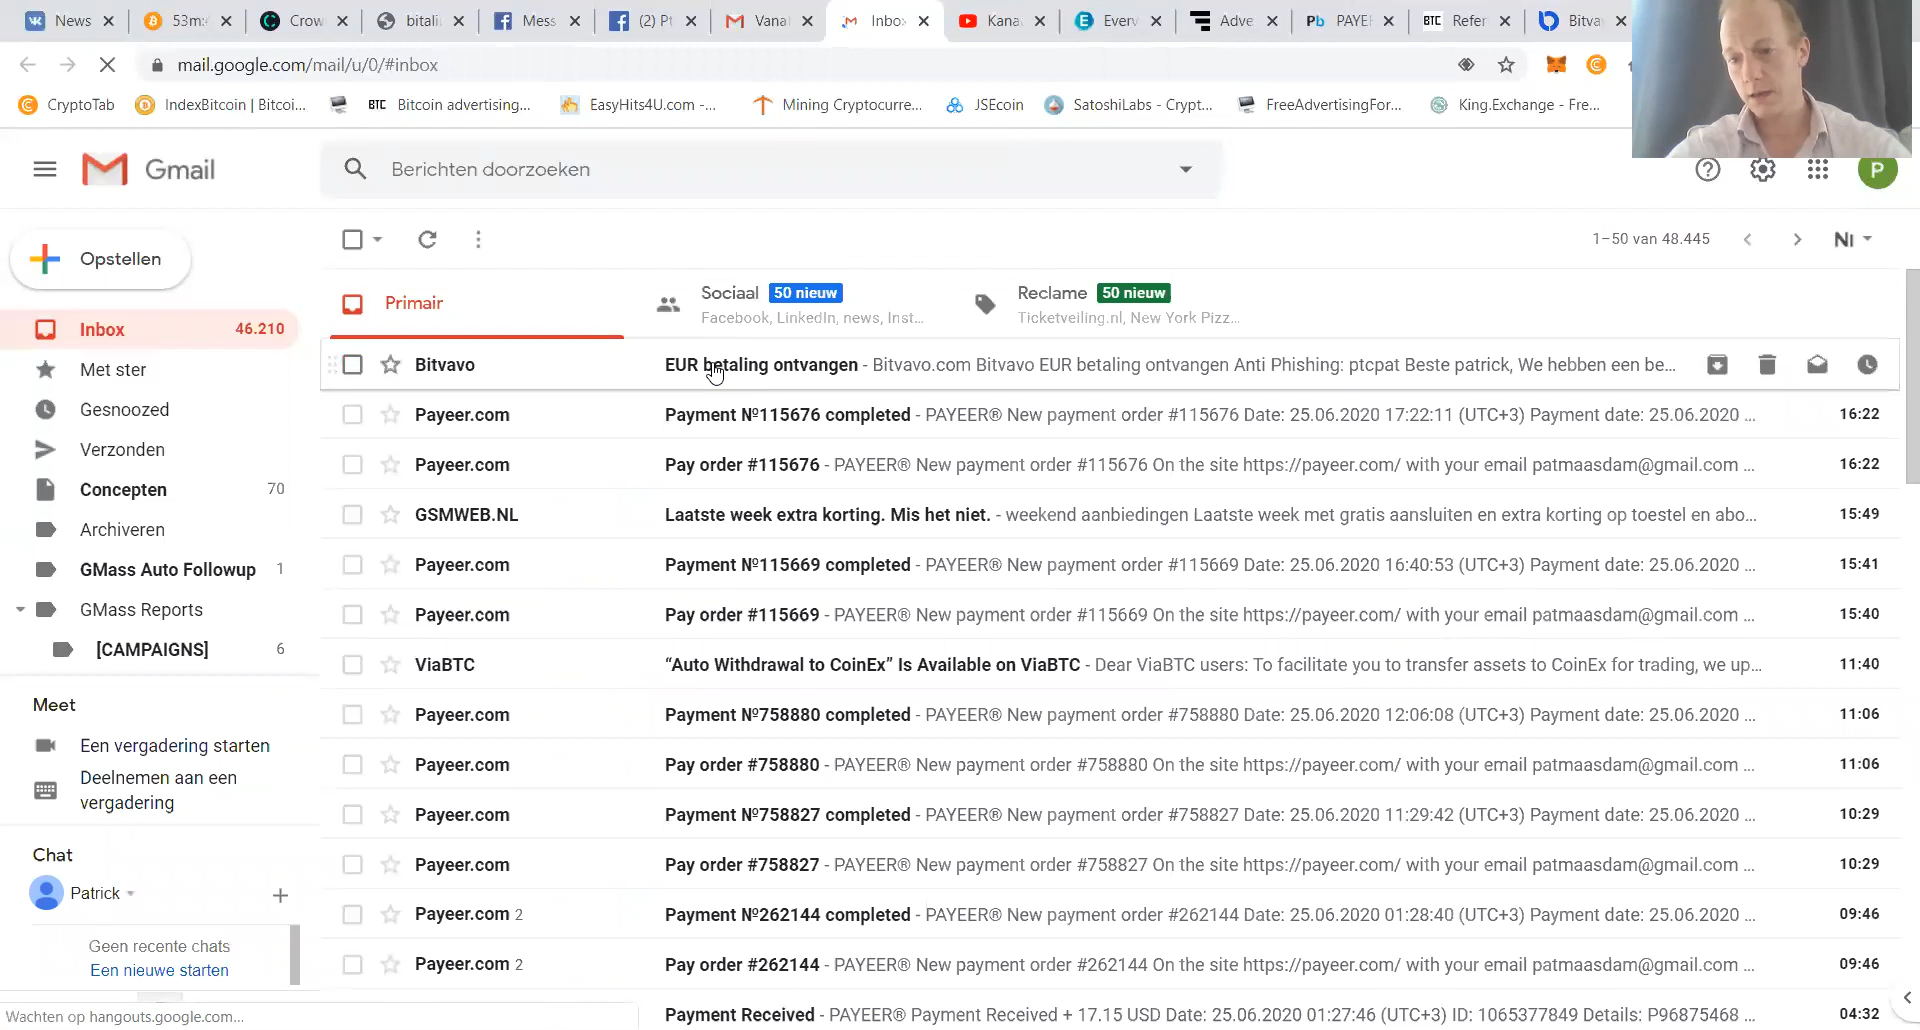 News
53m:
Crow
bitali
Mess
(2) Pt
Vanaf
Inbo
Kana
Everv
Adve
PAYE
BTC Refer
Bitva
mail.google.com/mail/u/0/#inbox
CryptoTab
IndexBitcoin | Bitcoi...
BTC Bitcoin advertising...
EasyHits4U.com -...
Mining Cryptocurre...
JSEcoin
SatoshiLabs - Crypt...
FreeAdvertisingFor...
King.Exchange - Fre...
Gmail
Berichten doorzoeken
P
Opstellen
1–50 van 48.445
Primair
Sociaal 50 nieuw
Facebook, LinkedIn, news, Inst...
Reclame 50 nieuw
Ticketveiling.nl, New York Pizz...
Inbox 46.210
Met ster
Gesnoozed
Verzonden
Concepten 70
Archiveren
GMass Auto Followup 1
GMass Reports
[CAMPAIGNS] 6
Meet
Een vergadering starten
Deelnemen aan een
vergadering
Chat
Patrick
Geen recente chats
Een nieuwe starten
Wachten op hangouts.google.com...
Bitvavo EUR betaling ontvangen - Bitvavo.com Bitvavo EUR betaling ontvangen Anti Phishing: ptcpat Beste patrick, We hebben een be...
Payeer.com Payment №115676 completed - PAYEER® New payment order #115676 Date: 25.06.2020 17:22:11 (UTC+3) Payment date: 25.06.2020 ... 16:22
Payeer.com Pay order #115676 - PAYEER® New payment order #115676 On the site https://payeer.com/ with your email patmaasdam@gmail.com ... 16:22
GSMWEB.NL Laatste week extra korting. Mis het niet. - weekend aanbiedingen Laatste week met gratis aansluiten en extra korting op toestel en abo... 15:49
Payeer.com Payment №115669 completed - PAYEER® New payment order #115669 Date: 25.06.2020 16:40:53 (UTC+3) Payment date: 25.06.2020 ... 15:41
Payeer.com Pay order #115669 - PAYEER® New payment order #115669 On the site https://payeer.com/ with your email patmaasdam@gmail.com ... 15:40
ViaBTC “Auto Withdrawal to CoinEx” Is Available on ViaBTC - Dear ViaBTC users: To facilitate you to transfer assets to CoinEx for trading, we up... 11:40
Payeer.com Payment №758880 completed - PAYEER® New payment order #758880 Date: 25.06.2020 12:06:08 (UTC+3) Payment date: 25.06.2020 ... 11:06
Payeer.com Pay order #758880 - PAYEER® New payment order #758880 On the site https://payeer.com/ with your email patmaasdam@gmail.com ... 11:06
Payeer.com Payment №758827 completed - PAYEER® New payment order #758827 Date: 25.06.2020 11:29:42 (UTC+3) Payment date: 25.06.2020 ... 10:29
Payeer.com Pay order #758827 - PAYEER® New payment order #758827 On the site https://payeer.com/ with your email patmaasdam@gmail.com ... 10:29
Payeer.com 2 Payment №262144 completed - PAYEER® New payment order #262144 Date: 25.06.2020 01:28:40 (UTC+3) Payment date: 25.06.2020 ... 09:46
Payeer.com 2 Pay order #262144 - PAYEER® New payment order #262144 On the site https://payeer.com/ with your email patmaasdam@gmail.com ... 09:46
Payment Received - PAYEER® Payment Received + 17.15 USD Date: 25.06.2020 01:27:46 (UTC+3) ID: 1065377849 Details: P96875468 ... 04:32